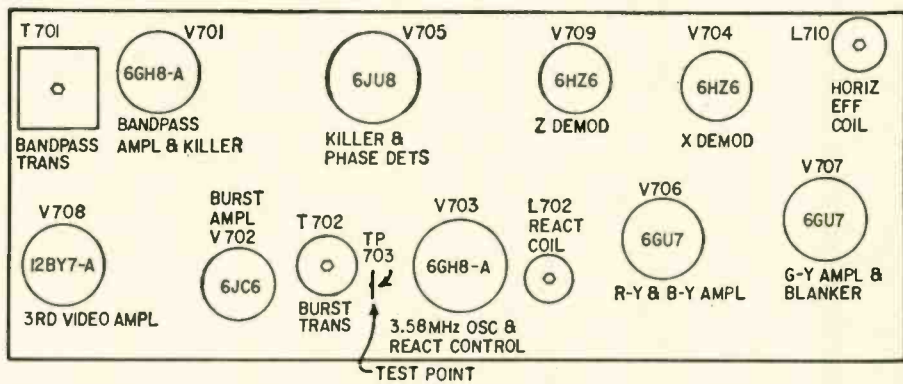 T 701
V701
6GH8-A
BANDPASS
TRANS
BANDPASS
AMPL & KILLER
V705
6JU8
KILLER &
PHASE DETS
V709
6HZ6
Z DEMOD
V704
6HZ6
X DEMOD
L710
HORIZ
EFF
COIL
V708
12BY7-A
3RD VIDEO AMPL
BURST
AMPL
V702
6JC6
T 702
BURST
TRANS
TP
703
V703
6GH8-A
3.58MHz OSC &
REACT CONTROL
L702
REACT
COIL
V706
6GU7
R-Y & B-Y AMPL
V707
6GU7
G-Y AMPL &
BLANKER
TEST POINT